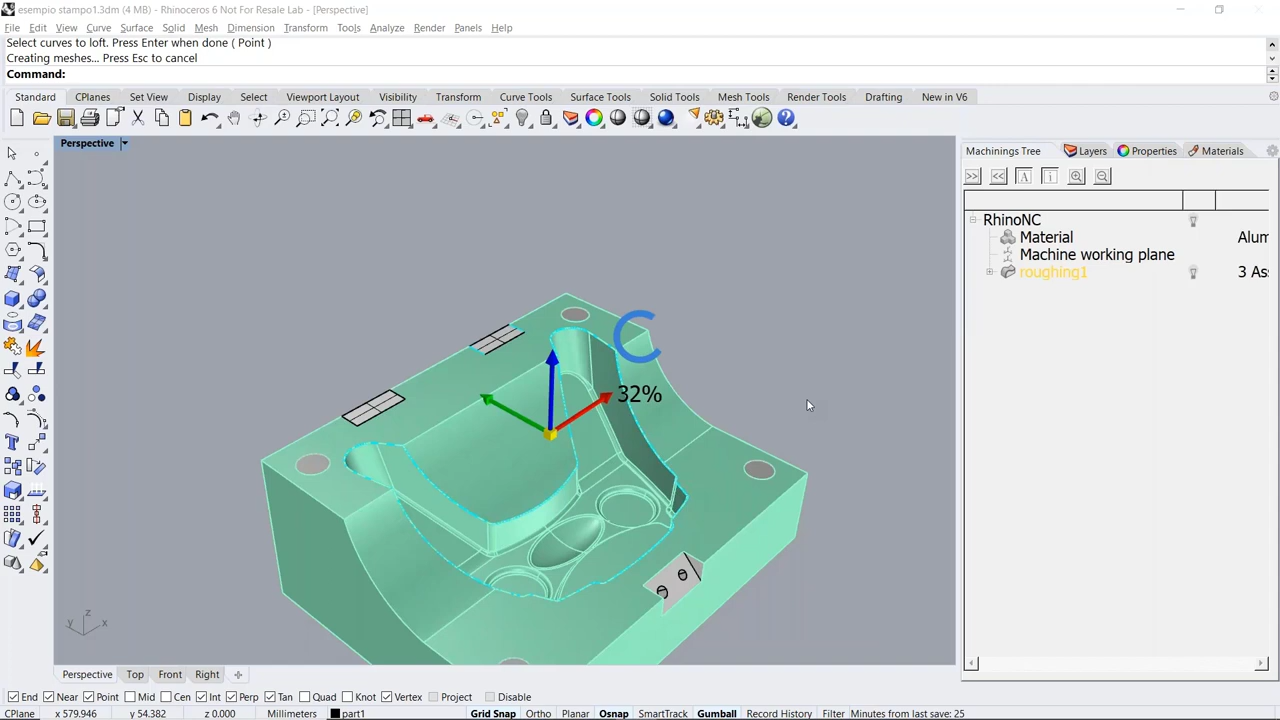 esempio stampo1.3dm (4 MB) - Rhinoceros 6 Not For Resale Lab - [Perspective]
File Edit View Curve Surface Solid Mesh Dimension Transform Tools Analyze Render Panels Help
Select curves to loft. Press Enter when done ( Point )
Creating meshes... Press Esc to cancel
Command:
Standard CPlanes Set View Display Select Viewport Layout Visibility Transform Curve Tools Surface Tools Solid Tools Mesh Tools Render Tools Drafting New in V6
Perspective
Machinings Tree Layers Properties Materials
>> << A i
RhinoNC
Material Alum
Machine working plane
roughing1 3 Ass
32%
z
y x
Perspective Top Front Right
End Near Point Mid Cen Int Perp Tan Quad Knot Vertex Project Disable
CPlane x 579.946 y 54.382 z 0.000 Millimeters part1 Grid Snap Ortho Planar Osnap SmartTrack Gumball Record History Filter Minutes from last save: 25